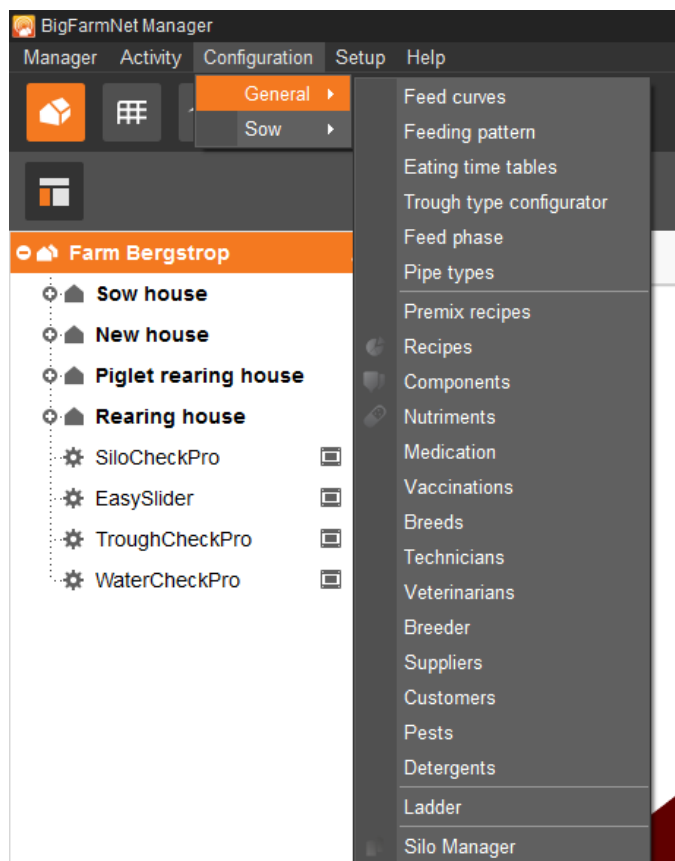 BigFarmNet Manager
Manager Activity Configuration Setup Help
General
Sow
Feed curves
Feeding pattern
Eating time tables
Trough type configurator
Feed phase
Pipe types
Premix recipes
Recipes
Components
Nutriments
Medication
Vaccinations
Breeds
Technicians
Veterinarians
Breeder
Suppliers
Customers
Pests
Detergents
Ladder
Silo Manager
Farm Bergstrop
Sow house
New house
Piglet rearing house
Rearing house
SiloCheckPro
EasySlider
TroughCheckPro
WaterCheckPro